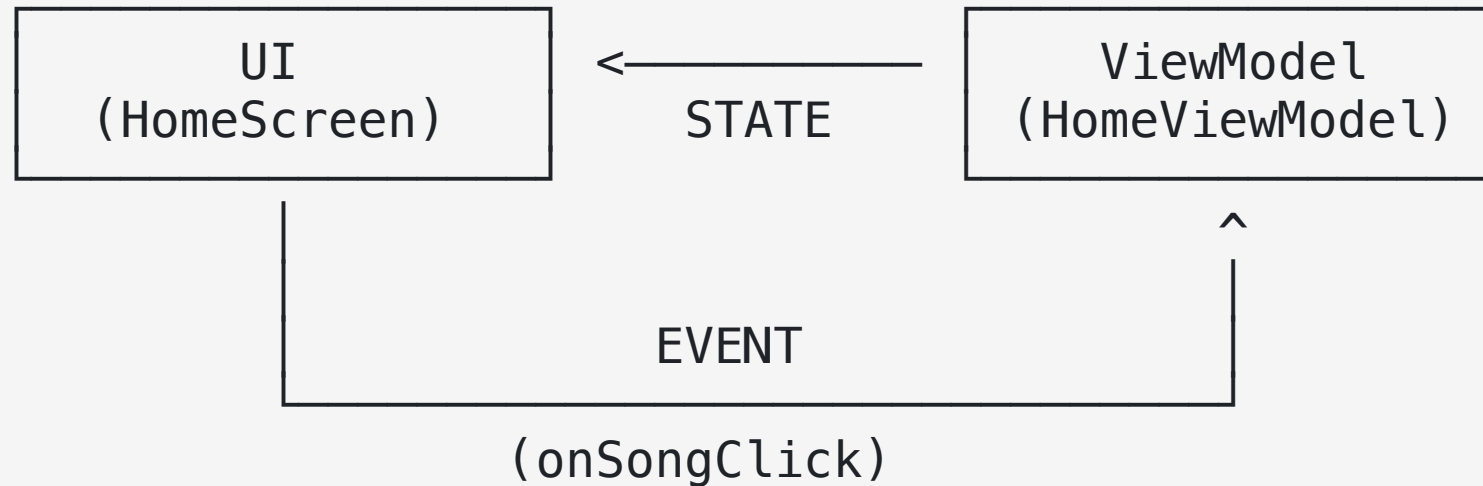 UI
(HomeScreen)
STATE
ViewModel
(HomeViewModel)
EVENT
(onSongClick)